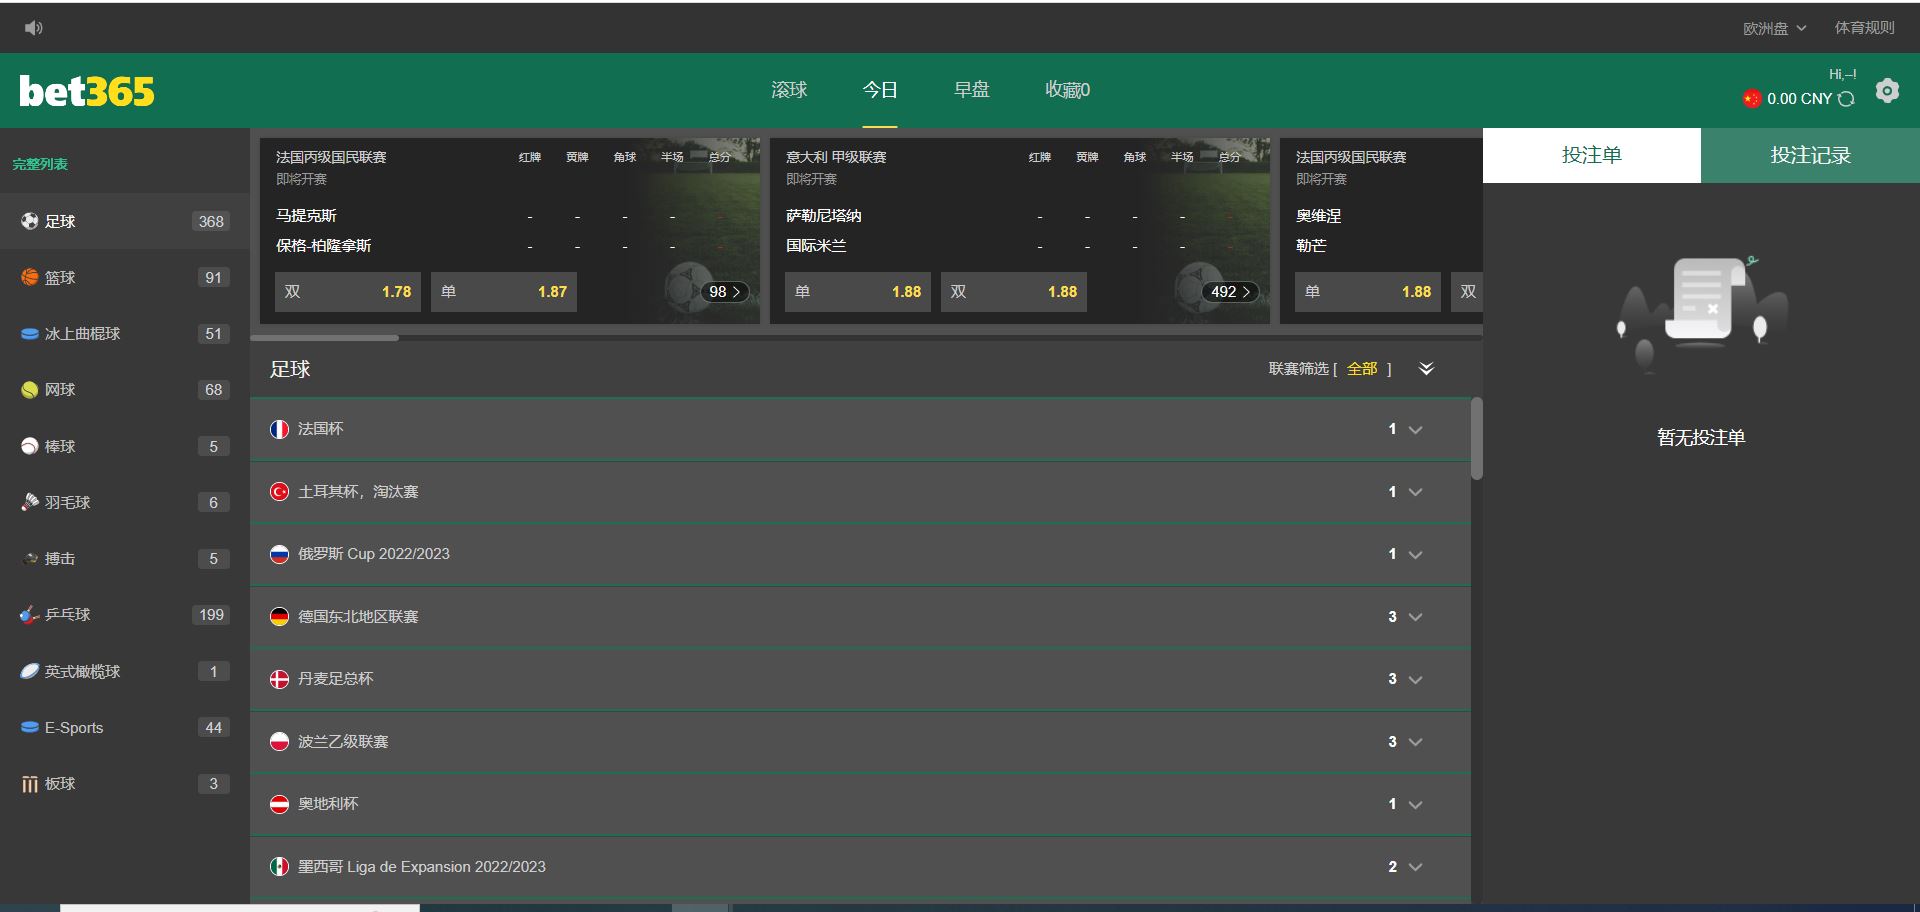 欧洲盘 体育规则
bet365
滚球 今日 早盘 收藏0
Hi,–!
0.00 CNY
完整列表
足球 368
篮球 91
冰上曲棍球 51
网球 68
棒球 5
羽毛球 6
搏击 5
乒乓球 199
英式橄榄球 1
E-Sports 44
板球 3
法国丙级国民联赛 红牌 黄牌 角球 半场 总分
即将开赛
马提克斯 - - - - -
保格-柏隆拿斯 - - - - -
双 1.78 单 1.87 98
意大利 甲级联赛 红牌 黄牌 角球 半场 总分
即将开赛
萨勒尼塔纳 - - - - -
国际米兰 - - - - -
单 1.88 双 1.88 492
法国丙级国民联赛
即将开赛
奥维涅
勒芒
单 1.88 双
足球 联赛筛选 [ 全部 ]
法国杯 1
土耳其杯，淘汰赛 1
俄罗斯 Cup 2022/2023 1
德国东北地区联赛 3
丹麦足总杯 3
波兰乙级联赛 3
奥地利杯 1
墨西哥 Liga de Expansion 2022/2023 2
投注单 投注记录
暂无投注单